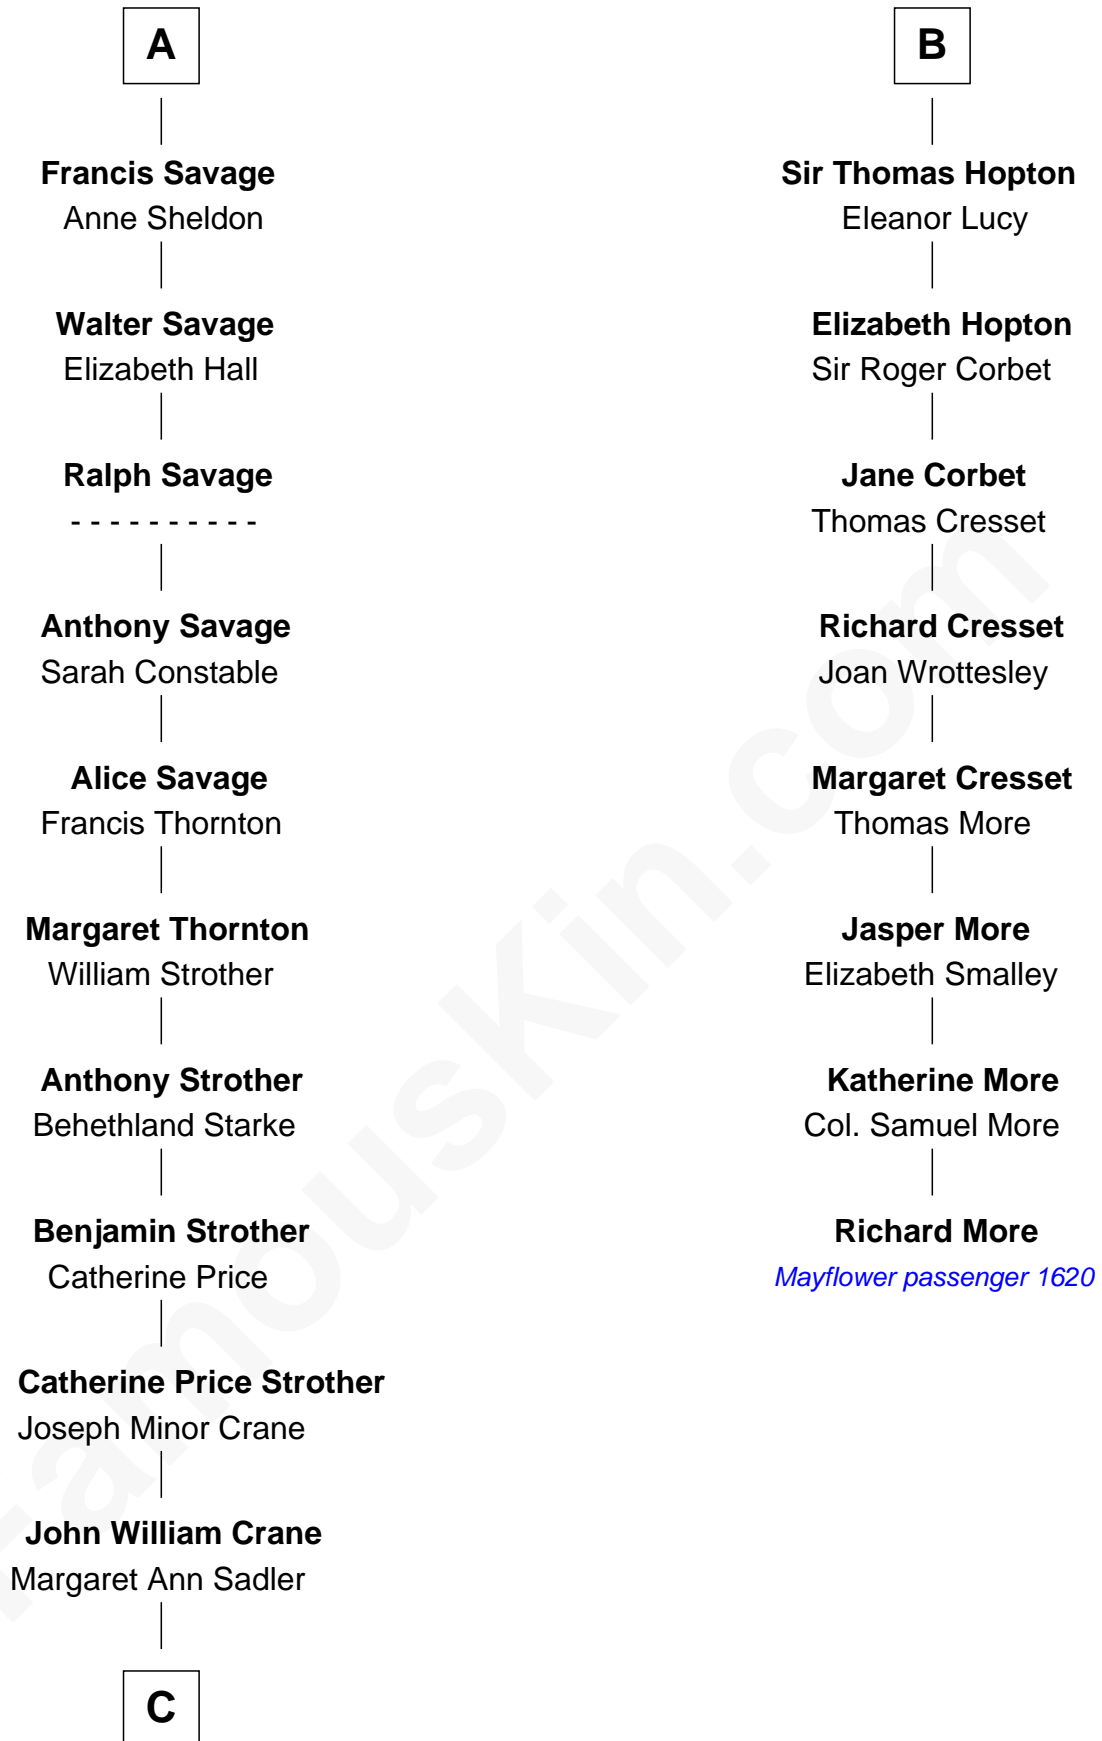 A
Francis Savage
Anne Sheldon
Walter Savage
Elizabeth Hall
Ralph Savage
- - - - - - - - - -
Anthony Savage
Sarah Constable
Alice Savage
Francis Thornton
Margaret Thornton
William Strother
Anthony Strother
Behethland Starke
Benjamin Strother
Catherine Price
Catherine Price Strother
Joseph Minor Crane
John William Crane
Margaret Ann Sadler
C
B
Sir Thomas Hopton
Eleanor Lucy
Elizabeth Hopton
Sir Roger Corbet
Jane Corbet
Thomas Cresset
Richard Cresset
Joan Wrottesley
Margaret Cresset
Thomas More
Jasper More
Elizabeth Smalley
Katherine More
Col. Samuel More
Richard More
Mayflower passenger 1620
FamousKin.com